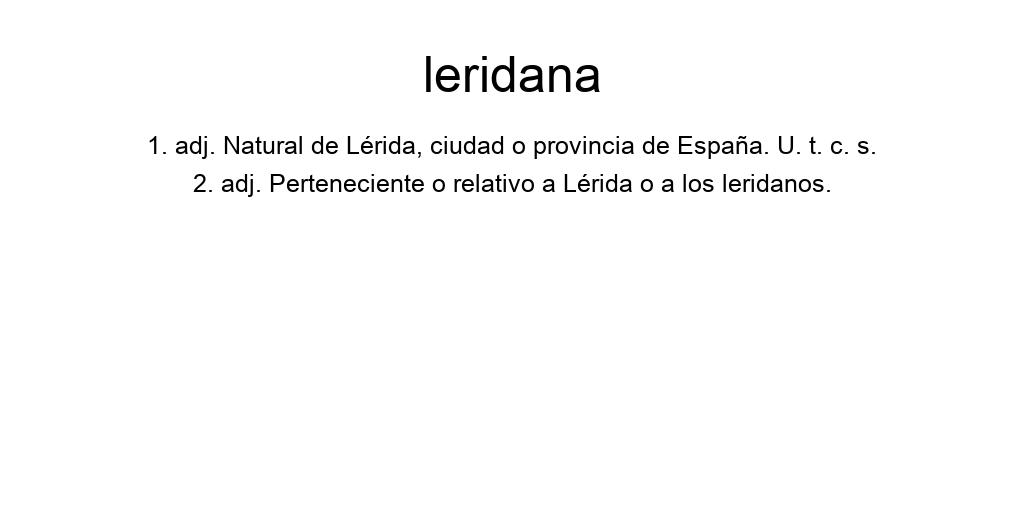 leridana
1. adj. Natural de Lérida, ciudad o provincia de España. U. t. c. s.
2. adj. Perteneciente o relativo a Lérida o a los leridanos.